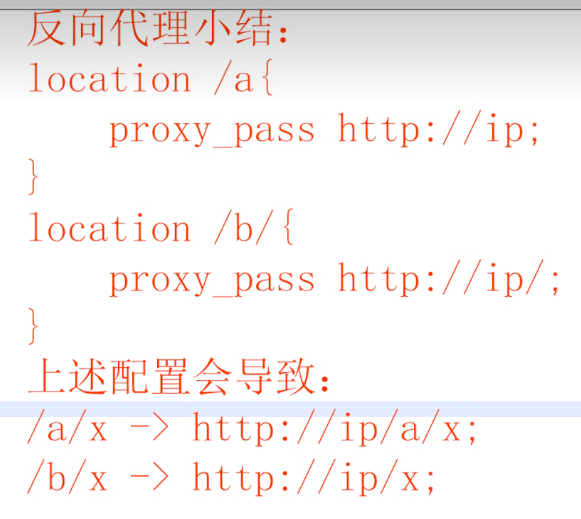 反向代理小结：
location /a{
    proxy_pass http://ip;
}
location /b/{
    proxy_pass http://ip/;
}
上述配置会导致：
/a/x -> http://ip/a/x;
/b/x -> http://ip/x;